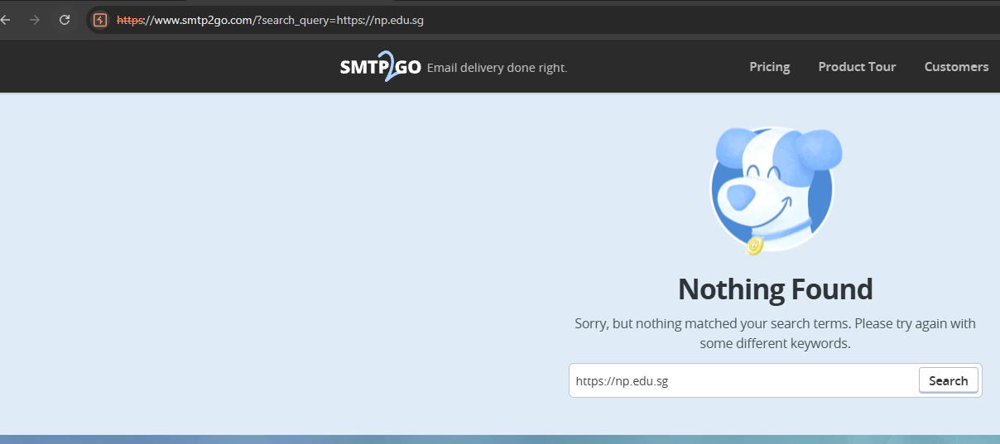 https://www.smtp2go.com/?search_query=https://np.edu.sg
SMTP2GO Email delivery done right.
Pricing
Product Tour
Customers
Nothing Found
Sorry, but nothing matched your search terms. Please try again with
some different keywords.
https://np.edu.sg
Search